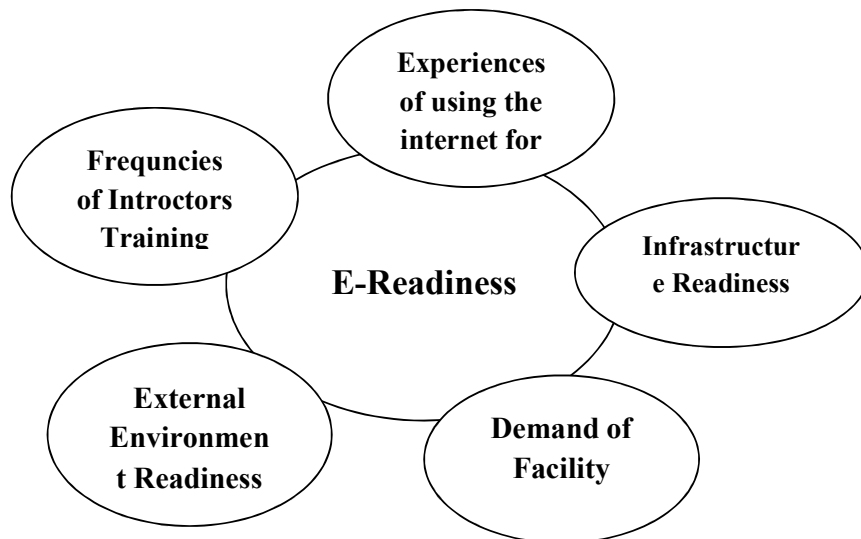 Experiences
of using the
internet for
Frequncies
of Introctors
Training
E-Readiness
Infrastructur
e Readiness
External
Environmen
t Readiness
Demand of
Facility